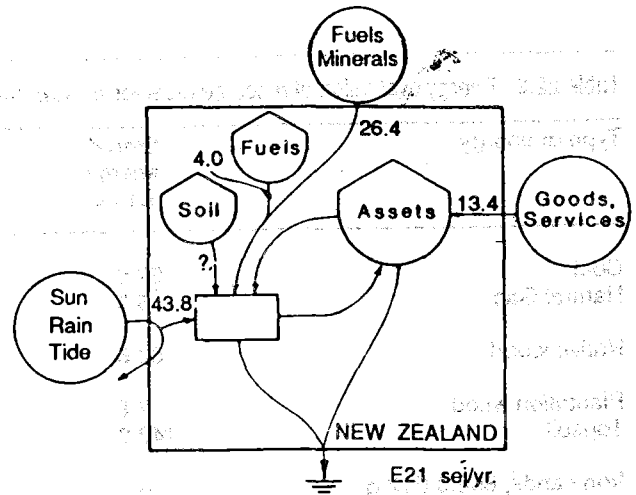 Fuels
Minerals
26.4
Fuels
4.0
Soil
Assets
13.4
Goods,
Services
?
Sun
Rain
Tide
43.8
NEW ZEALAND
E21 sej/yr.